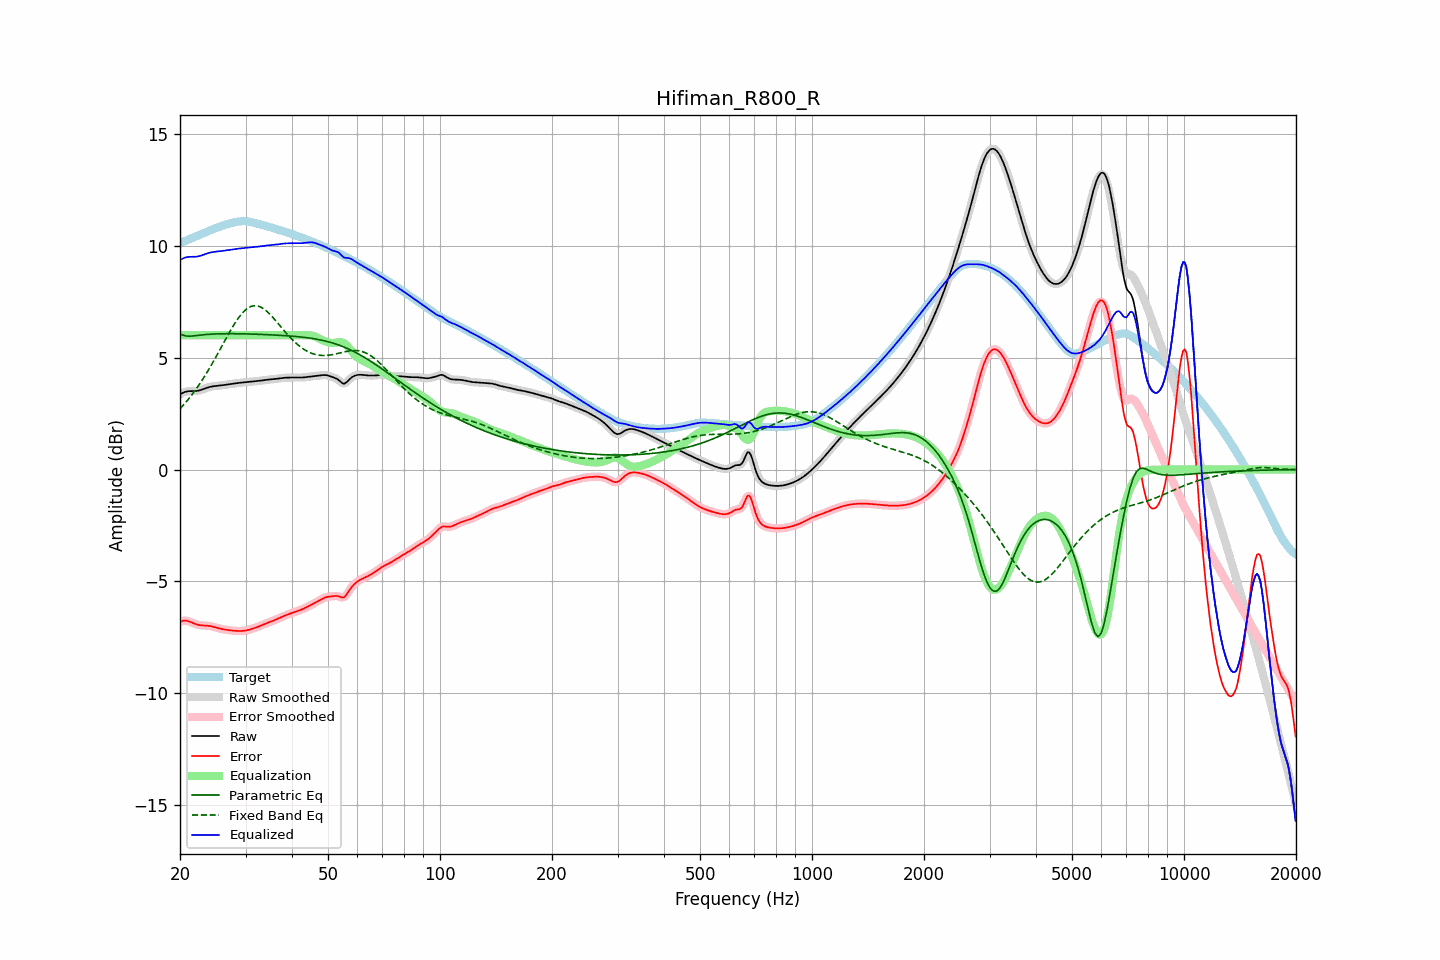 Hifiman_R800_R
Amplitude (dBr)
15
10
5
0
−5
−10
−15
Target
Raw Smoothed
Error Smoothed
Raw
Error
Equalization
Parametric Eq
Fixed Band Eq
Equalized
20 50 100 200 500 1000 2000 5000 10000 20000
Frequency (Hz)